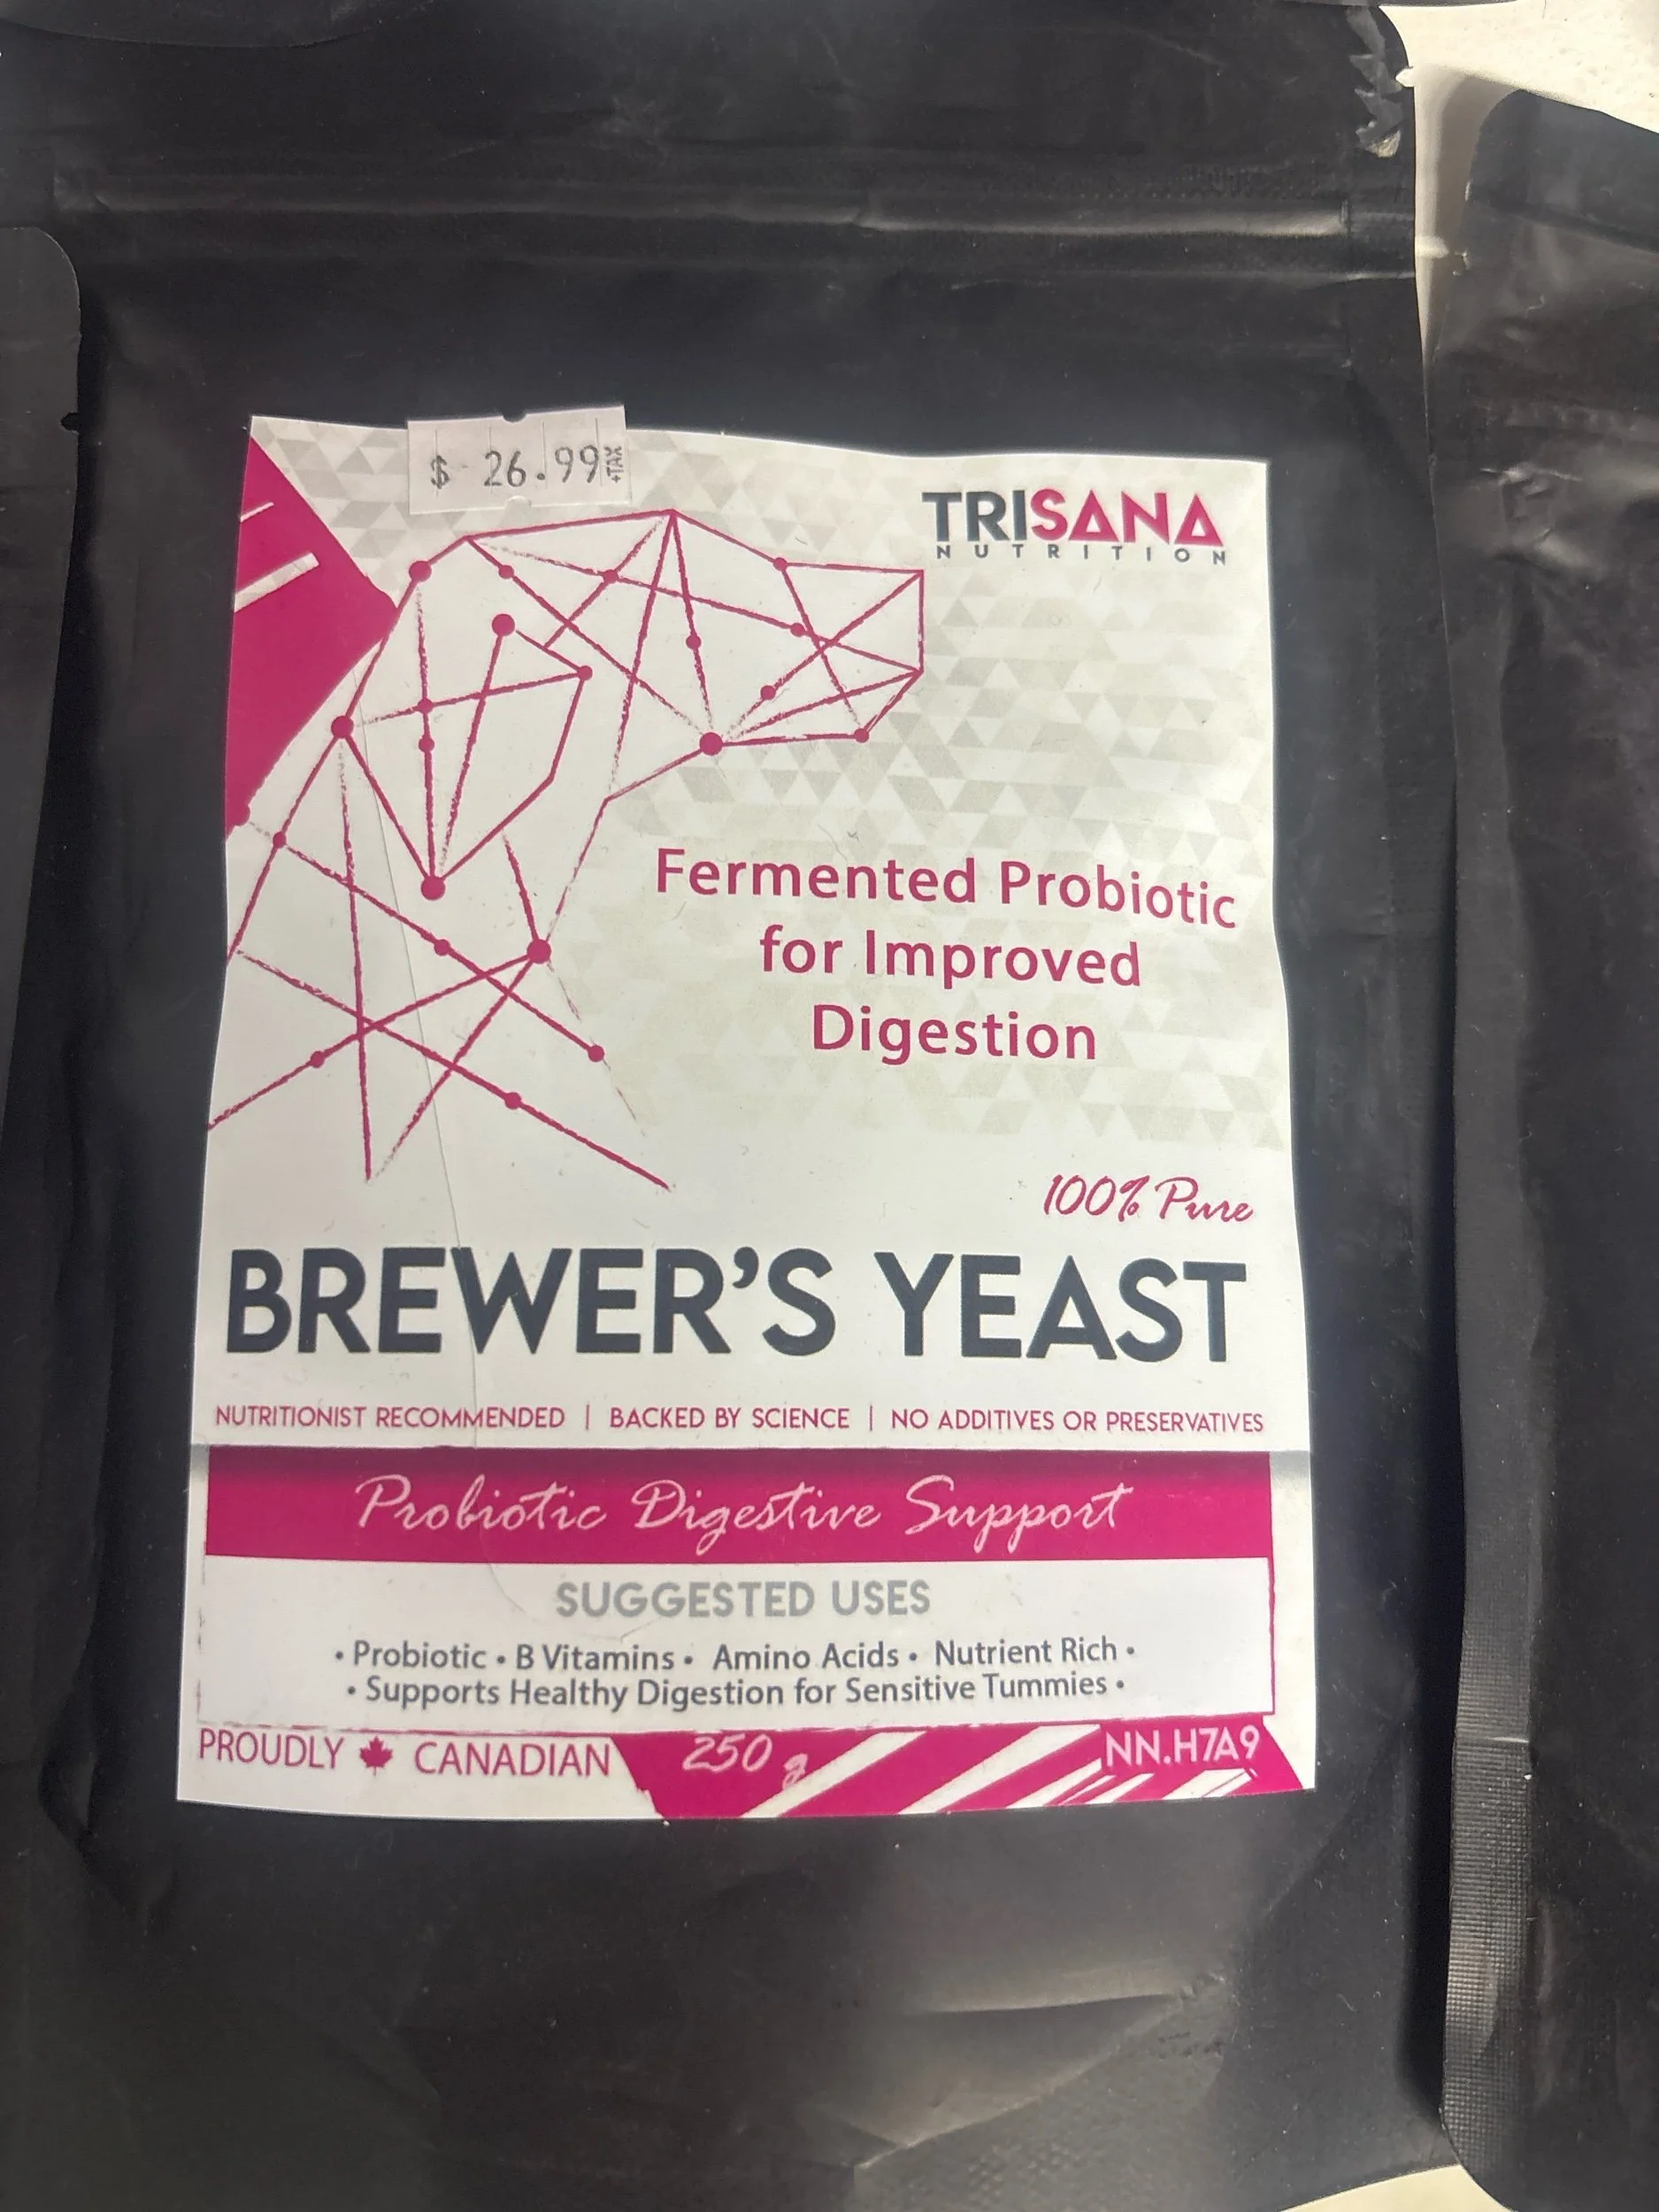 $ 26.99 +TAX
TRISANA
NUTRITION
Fermented Probiotic
for Improved
Digestion
100% Pure
BREWER'S YEAST
NUTRITIONIST RECOMMENDED | BACKED BY SCIENCE | NO ADDITIVES OR PRESERVATIVES
Probiotic Digestive Support
SUGGESTED USES
• Probiotic • B Vitamins • Amino Acids • Nutrient Rich •
• Supports Healthy Digestion for Sensitive Tummies •
PROUDLY CANADIAN 250 g NN.H7A9